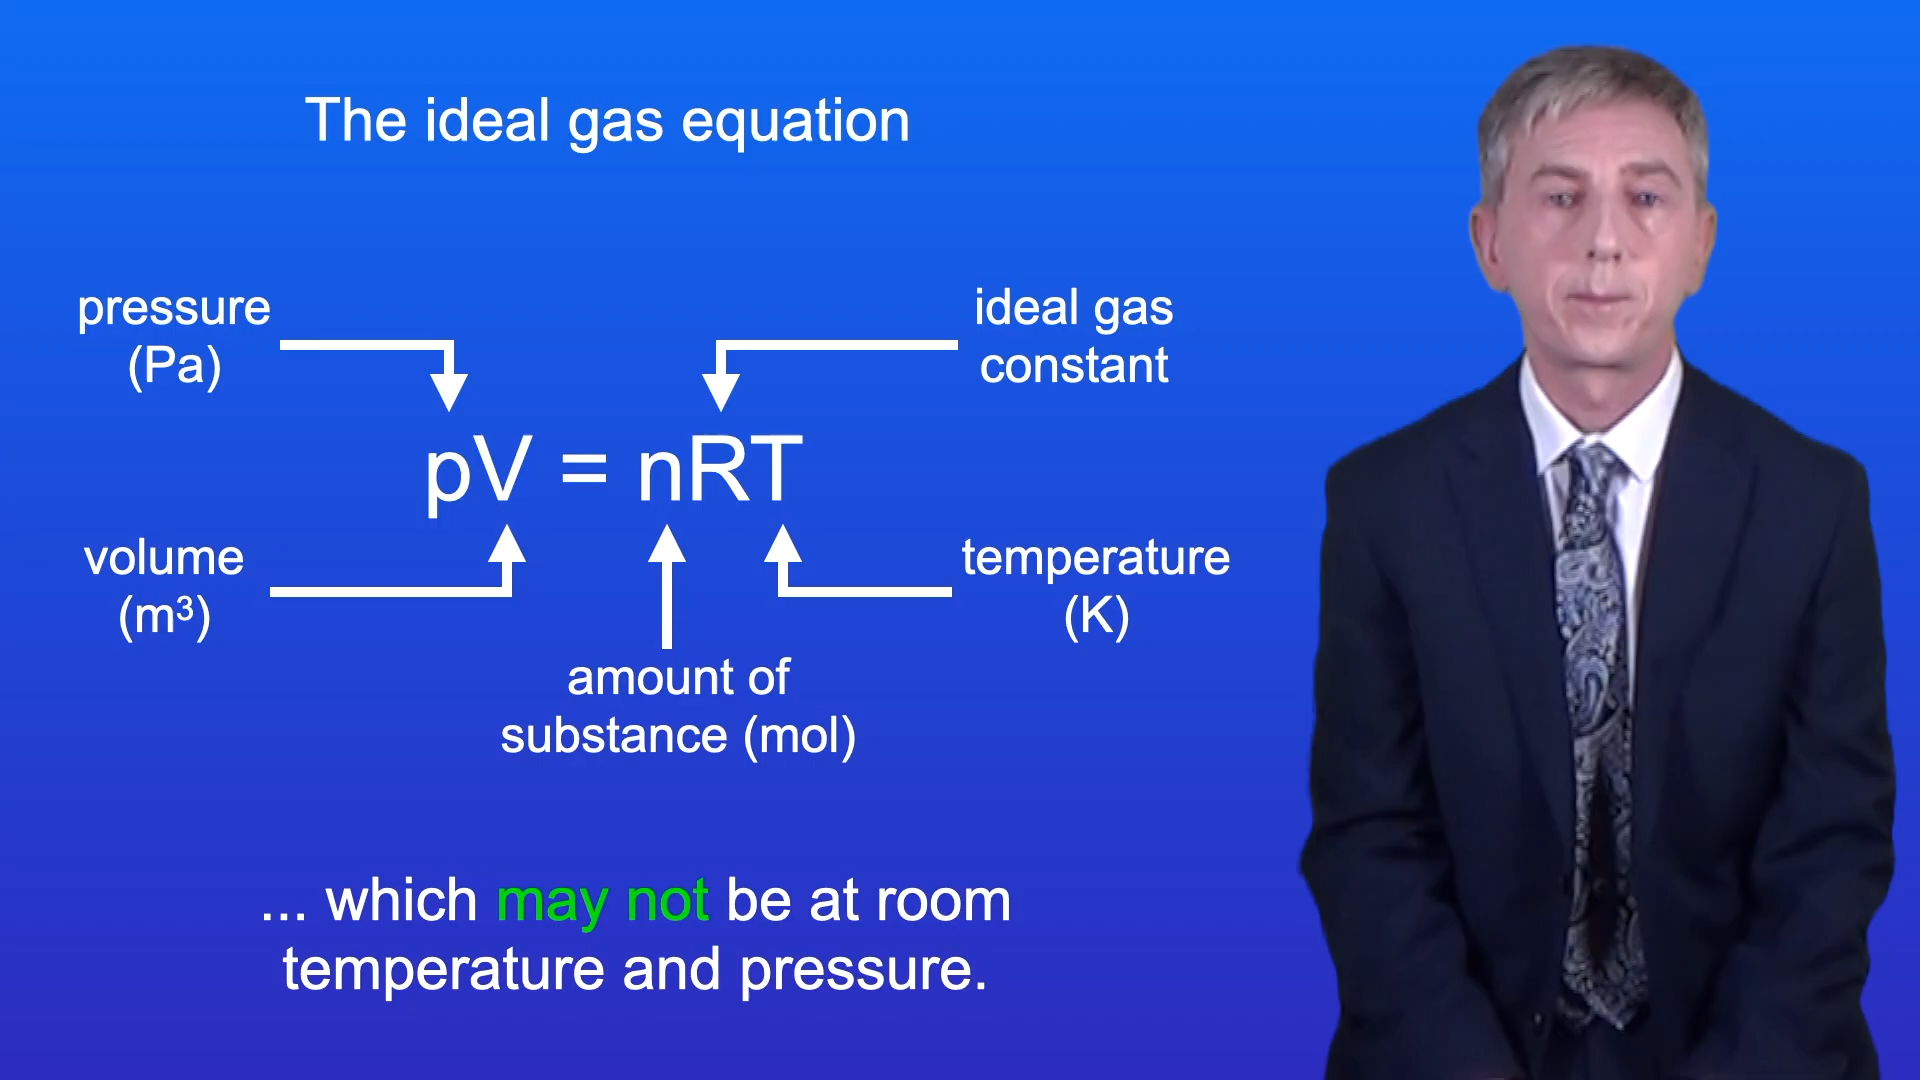 The ideal gas equation
pressure
(Pa)
ideal gas
constant
pV = nRT
volume
(m³)
temperature
(K)
amount of
substance (mol)
... which may not be at room
temperature and pressure.